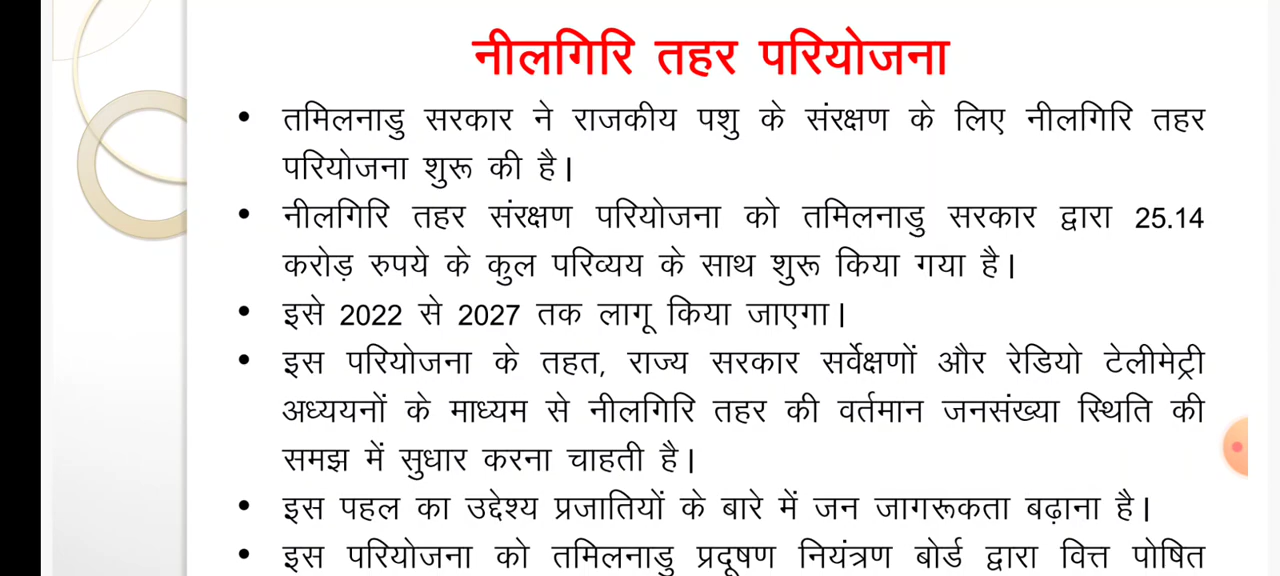 नीलगिरि तहर परियोजना
• तमिलनाडु सरकार ने राजकीय पशु के संरक्षण के लिए नीलगिरि तहर
परियोजना शुरू की है।
• नीलगिरि तहर संरक्षण परियोजना को तमिलनाडु सरकार द्वारा 25.14
करोड़ रुपये के कुल परिव्यय के साथ शुरू किया गया है।
• इसे 2022 से 2027 तक लागू किया जाएगा।
• इस परियोजना के तहत, राज्य सरकार सर्वेक्षणों और रेडियो टेलीमेट्री
अध्ययनों के माध्यम से नीलगिरि तहर की वर्तमान जनसंख्या स्थिति की
समझ में सुधार करना चाहती है।
• इस पहल का उद्देश्य प्रजातियों के बारे में जन जागरूकता बढ़ाना है।
• इस परियोजना को तमिलनाडु प्रदूषण नियंत्रण बोर्ड द्वारा वित्त पोषित